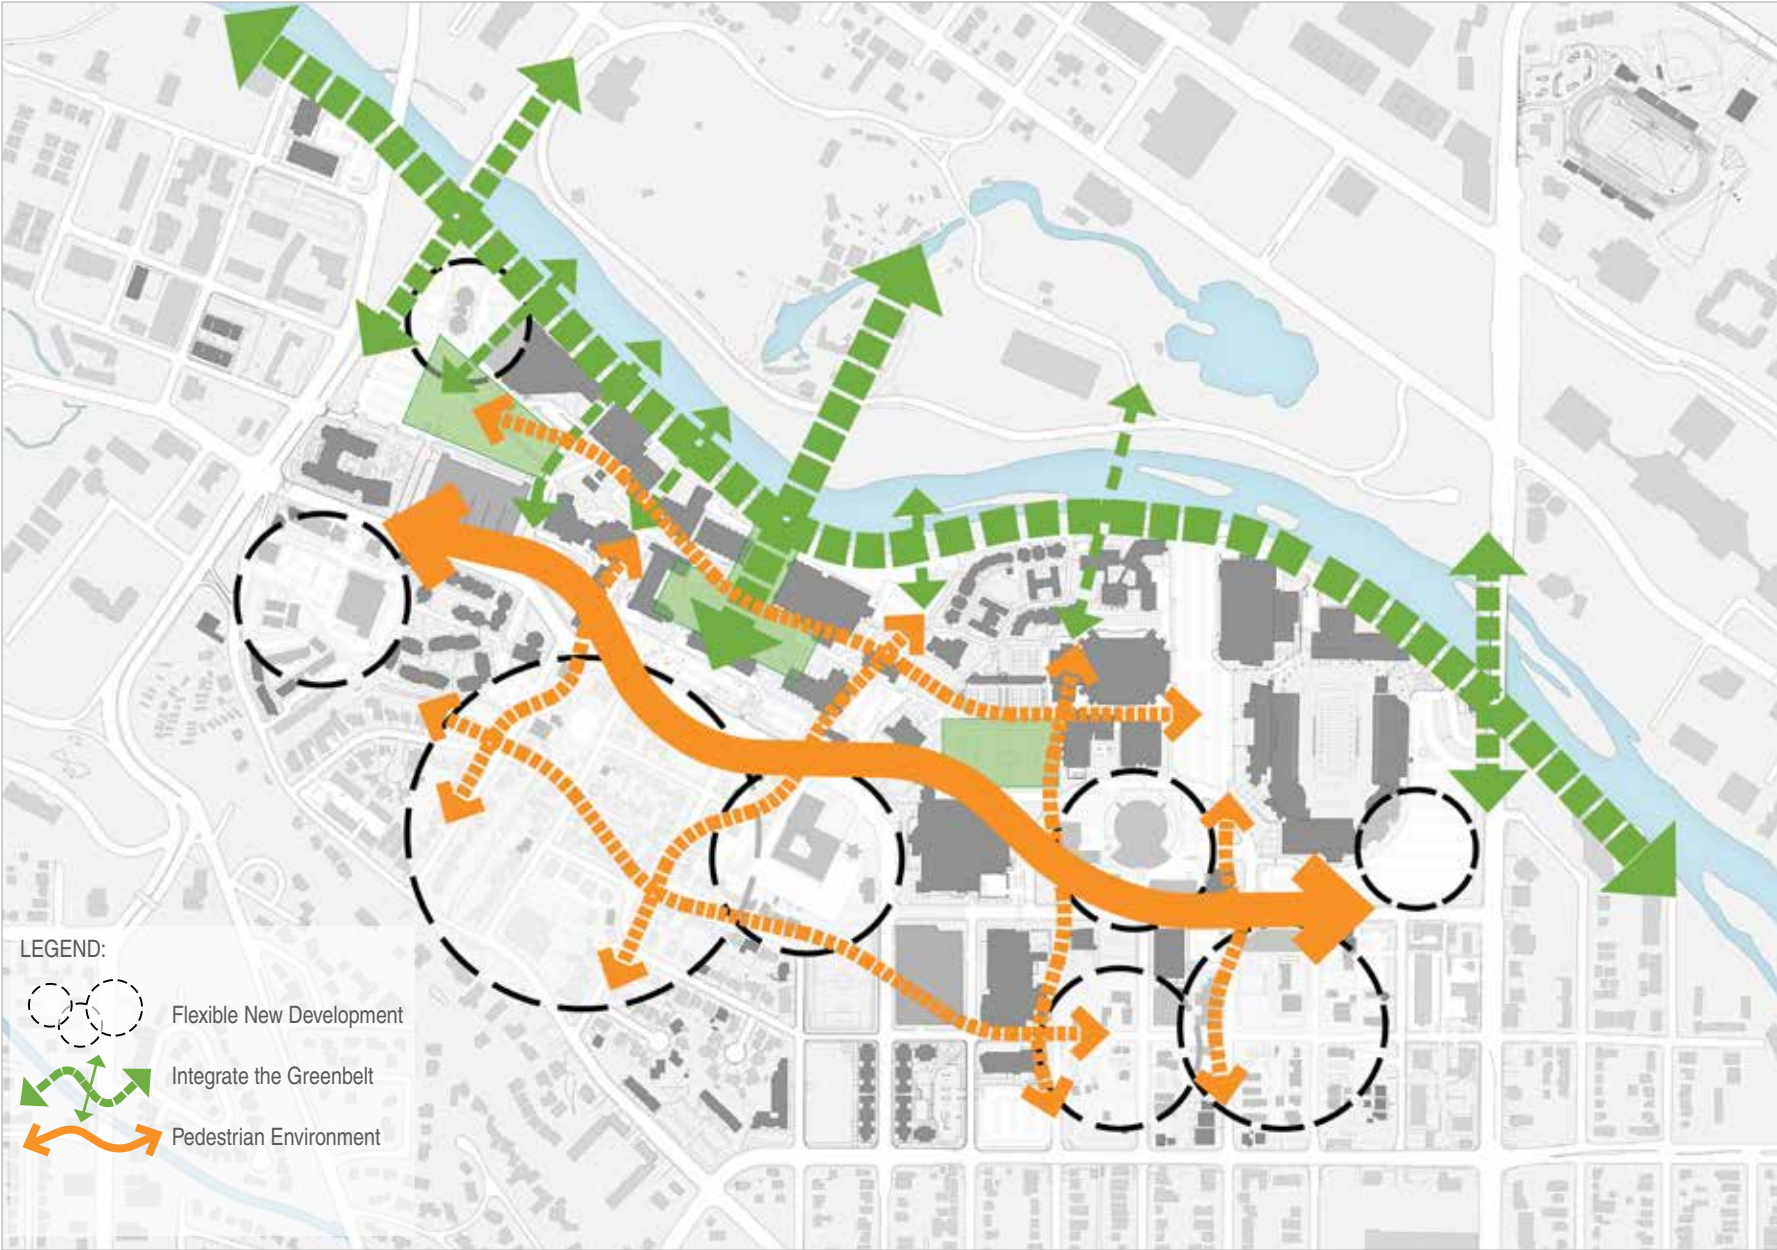 LEGEND:
Flexible New Development
Integrate the Greenbelt
Pedestrian Environment